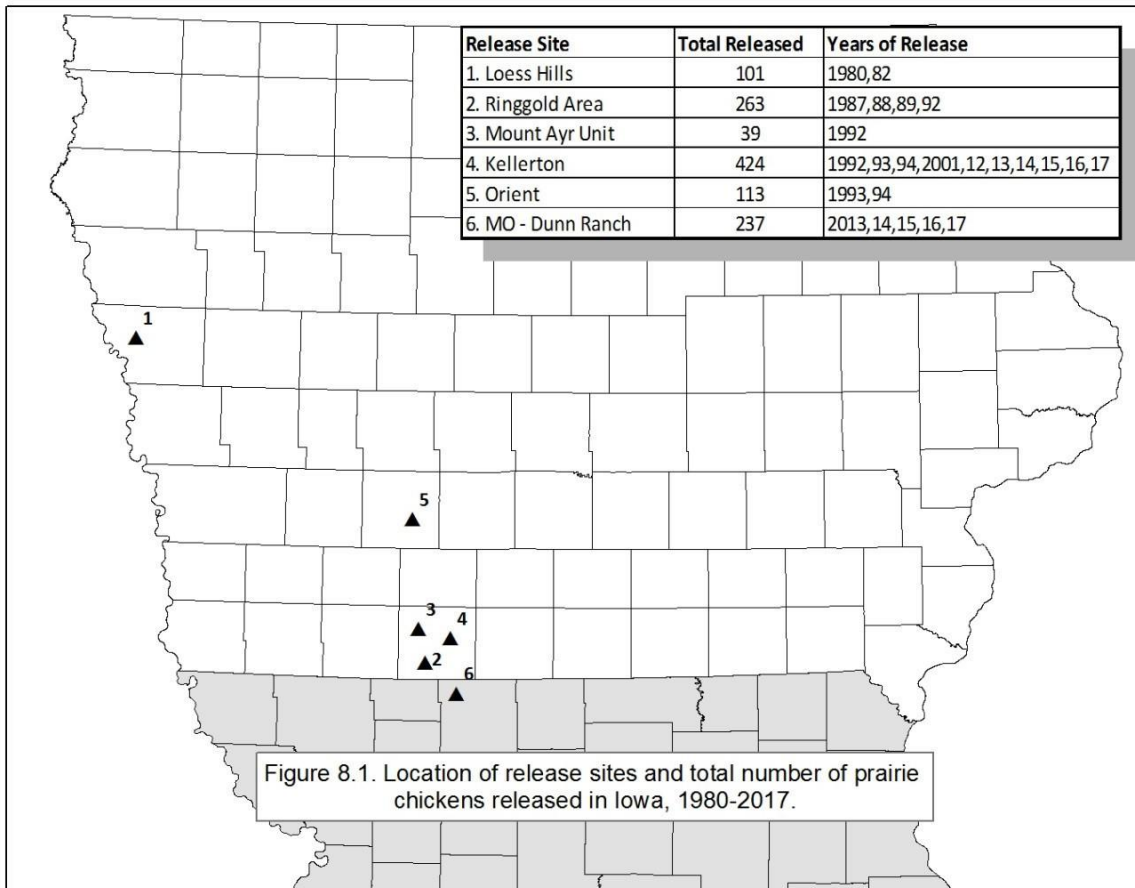 Release Site Total Released Years of Release
1. Loess Hills 101 1980,82
2. Ringgold Area 263 1987,88,89,92
3. Mount Ayr Unit 39 1992
4. Kellerton 424 1992,93,94,2001,12,13,14,15,16,17
5. Orient 113 1993,94
6. MO - Dunn Ranch 237 2013,14,15,16,17
1
5
3
4
2
6
Figure 8.1. Location of release sites and total number of prairie
chickens released in Iowa, 1980-2017.